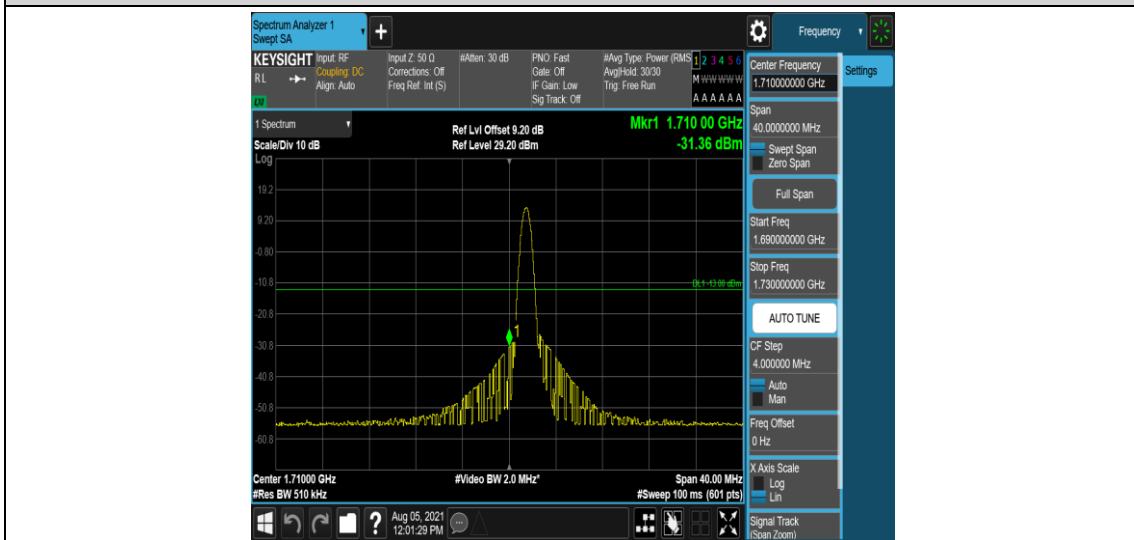 Spectrum Analyzer 1
Swept SA
+
Frequency
KEYSIGHT
RL
Input: RF
Coupling: DC
Align: Auto
Input Z: 50 Ω
Corrections: Off
Freq Ref: Int (S)
#Atten: 30 dB
PNO: Fast
Gate: Off
IF Gain: Low
Sig Track: Off
#Avg Type: Power (RMS
Avg|Hold: 30/30
Trig: Free Run
1 2 3 4 5 6
M W W W W W
A A A A A A
1 Spectrum
Scale/Div 10 dB
Log
Ref Lvl Offset 9.20 dB
Ref Level 29.20 dBm
Mkr1 1.710 00 GHz
-31.36 dBm
19.2
9.20
-0.80
-10.8
-20.8
-30.8
-40.8
-50.8
-60.8
DL1 -13.00 dBm
1
Center 1.71000 GHz
#Res BW 510 kHz
#Video BW 2.0 MHz*
Span 40.00 MHz
#Sweep 100 ms (601 pts)
Center Frequency
1.710000000 GHz
Settings
Span
40.0000000 MHz
Swept Span
Zero Span
Full Span
Start Freq
1.690000000 GHz
Stop Freq
1.730000000 GHz
AUTO TUNE
CF Step
4.000000 MHz
Auto
Man
Freq Offset
0 Hz
X Axis Scale
Log
Lin
Signal Track
(Span Zoom)
?
Aug 05, 2021
12:01:29 PM